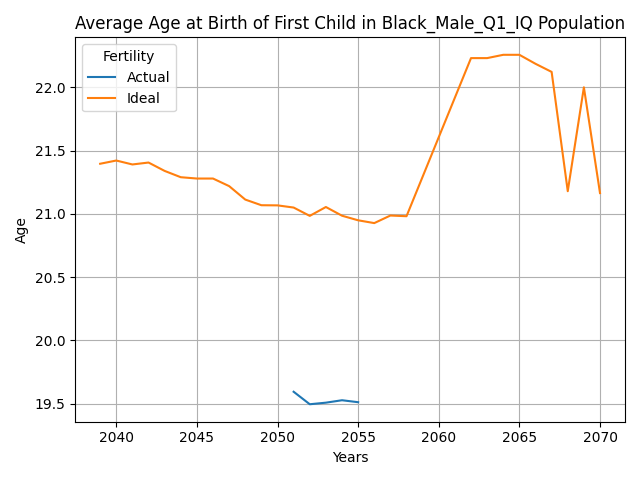 Average Age at Birth of First Child in Black_Male_Q1_IQ Population
Fertility
Actual
Ideal
22.0
21.5
21.0
20.5
20.0
19.5
Age
2040 2045 2050 2055 2060 2065 2070
Years